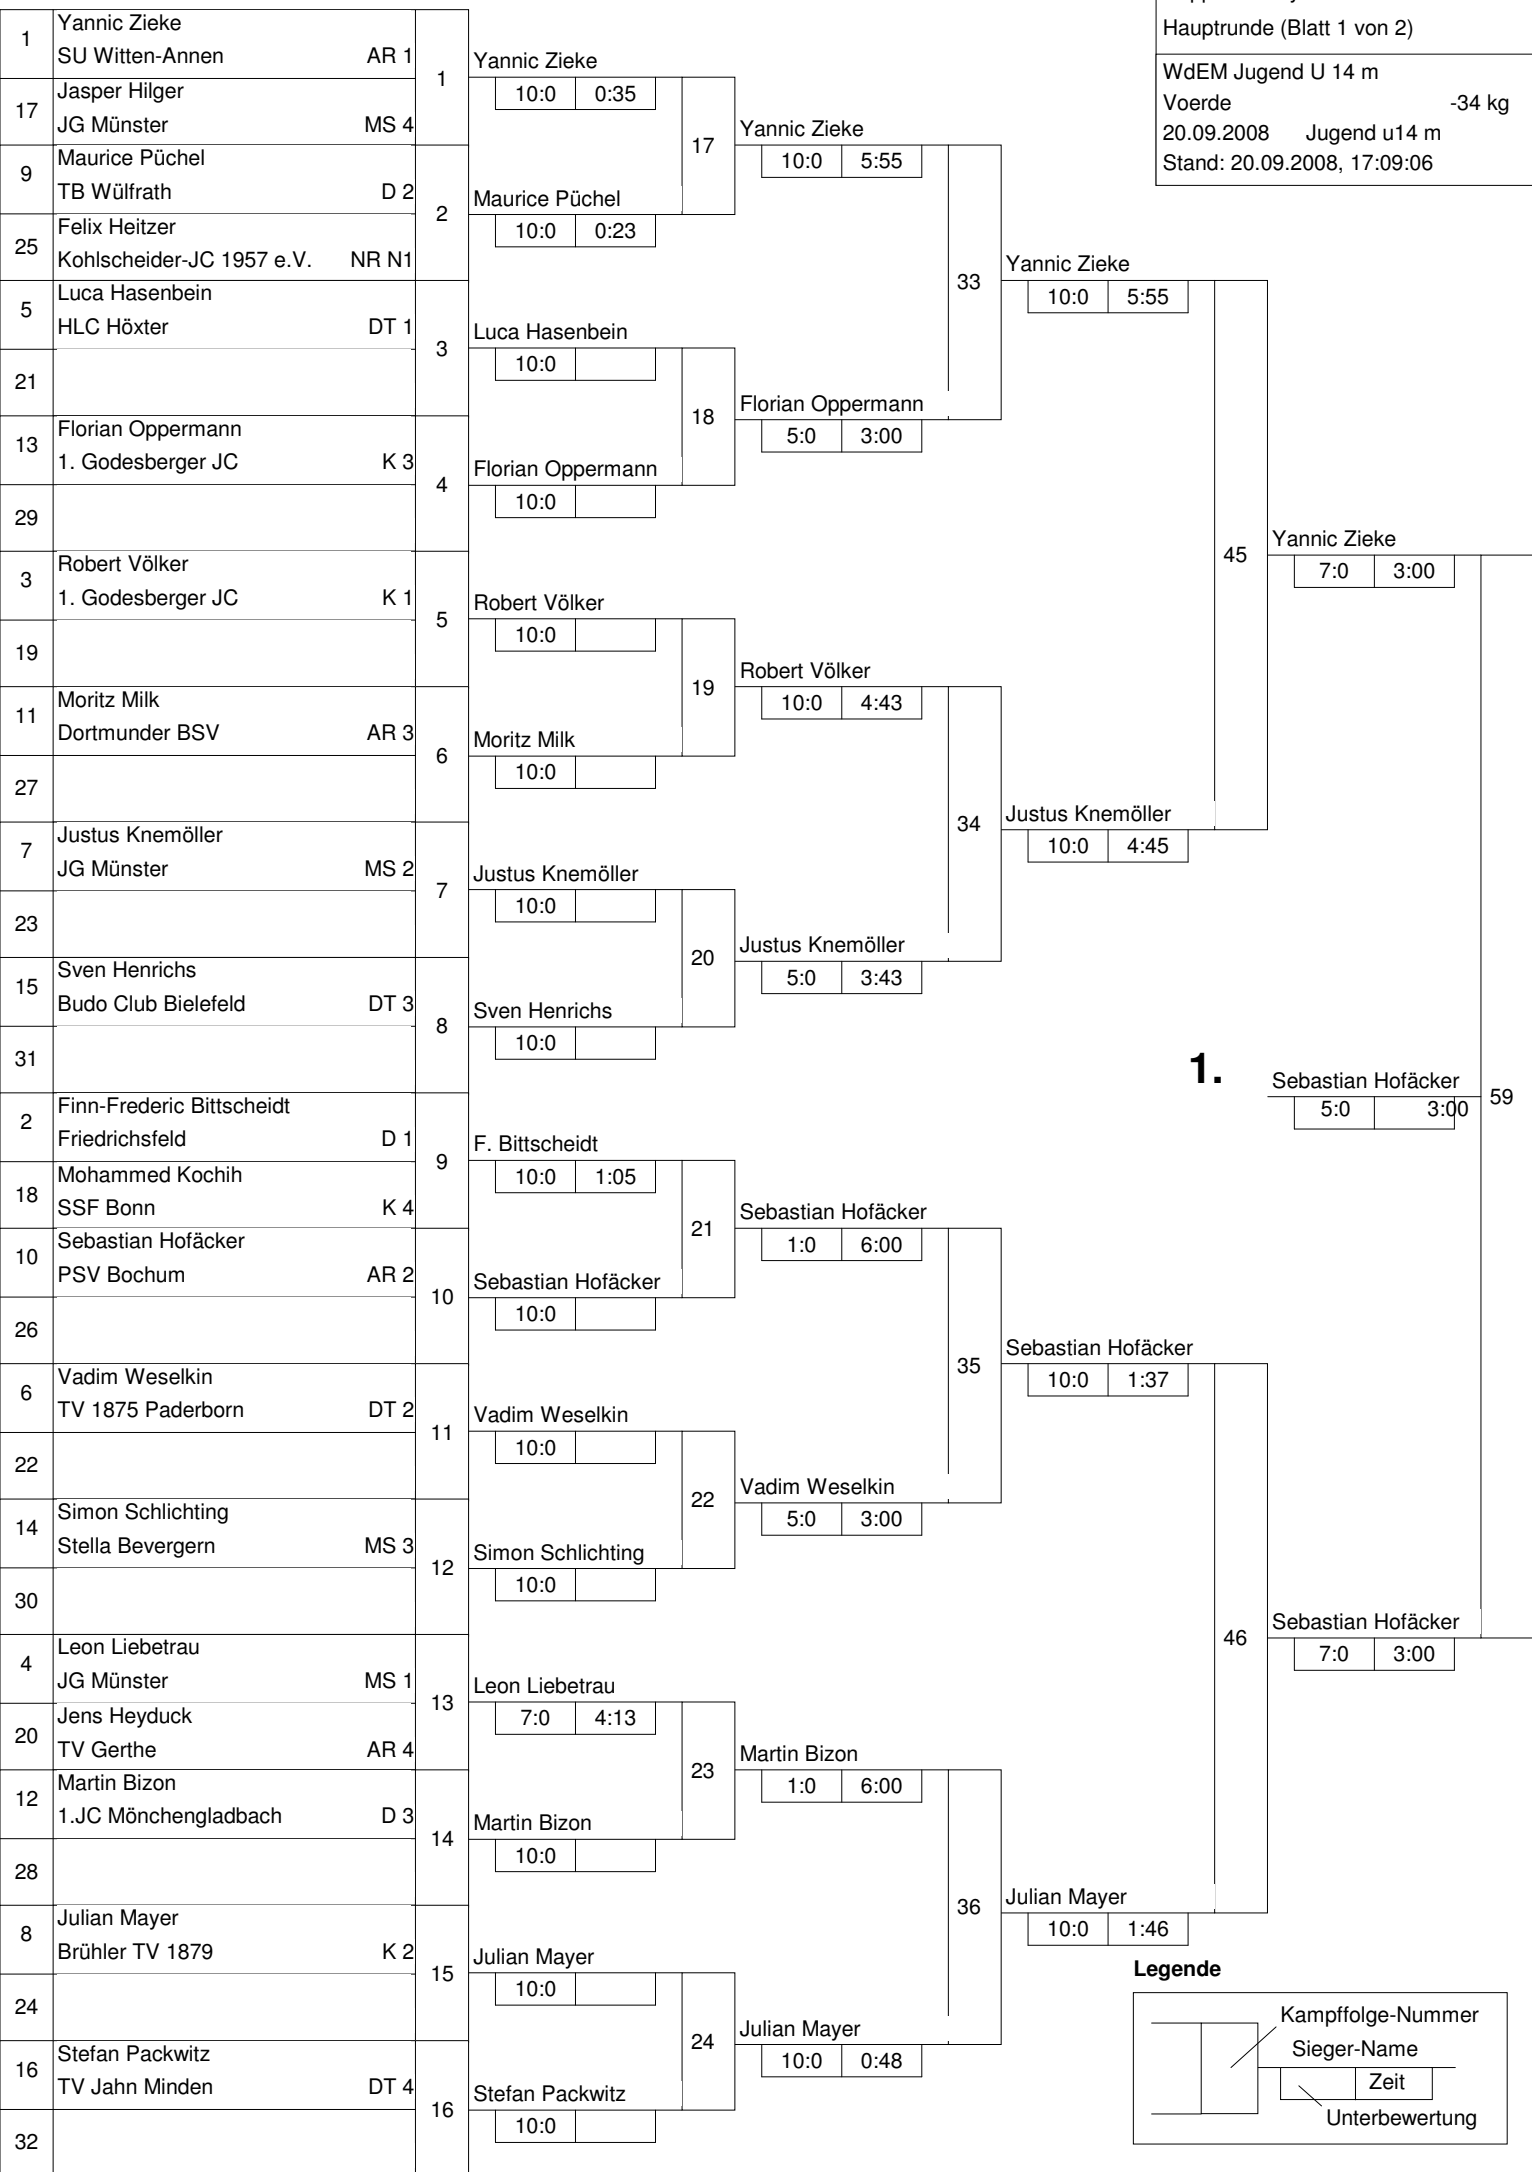 Hauptrunde (Blatt 1 von 2)
WdEM Jugend U 14 m
Voerde -34 kg
20.09.2008 Jugend u14 m
Stand: 20.09.2008, 17:09:06
1
Yannic Zieke
SU Witten-Annen AR 1
17
Jasper Hilger
JG Münster MS 4
9
Maurice Püchel
TB Wülfrath D 2
25
Felix Heitzer
Kohlscheider-JC 1957 e.V. NR N1
5
Luca Hasenbein
HLC Höxter DT 1
21
13
Florian Oppermann
1. Godesberger JC K 3
29
3
Robert Völker
1. Godesberger JC K 1
19
11
Moritz Milk
Dortmunder BSV AR 3
27
7
Justus Knemöller
JG Münster MS 2
23
15
Sven Henrichs
Budo Club Bielefeld DT 3
31
2
Finn-Frederic Bittscheidt
Friedrichsfeld D 1
18
Mohammed Kochih
SSF Bonn K 4
10
Sebastian Hofäcker
PSV Bochum AR 2
26
6
Vadim Weselkin
TV 1875 Paderborn DT 2
22
14
Simon Schlichting
Stella Bevergern MS 3
30
4
Leon Liebetrau
JG Münster MS 1
20
Jens Heyduck
TV Gerthe AR 4
12
Martin Bizon
1.JC Mönchengladbach D 3
28
8
Julian Mayer
Brühler TV 1879 K 2
24
16
Stefan Packwitz
TV Jahn Minden DT 4
32
1
Yannic Zieke
10:0 0:35
2
Maurice Püchel
10:0 0:23
3
Luca Hasenbein
10:0
4
Florian Oppermann
10:0
5
Robert Völker
10:0
6
Moritz Milk
10:0
7
Justus Knemöller
10:0
8
Sven Henrichs
10:0
9
F. Bittscheidt
10:0 1:05
10
Sebastian Hofäcker
10:0
11
Vadim Weselkin
10:0
12
Simon Schlichting
10:0
13
Leon Liebetrau
7:0 4:13
14
Martin Bizon
10:0
15
Julian Mayer
10:0
16
Stefan Packwitz
10:0
17
Yannic Zieke
10:0 5:55
18
Florian Oppermann
5:0 3:00
19
Robert Völker
10:0 4:43
20
Justus Knemöller
5:0 3:43
21
Sebastian Hofäcker
1:0 6:00
22
Vadim Weselkin
5:0 3:00
23
Martin Bizon
1:0 6:00
24
Julian Mayer
10:0 0:48
33
Yannic Zieke
10:0 5:55
34
Justus Knemöller
10:0 4:45
35
Sebastian Hofäcker
10:0 1:37
36
Julian Mayer
10:0 1:46
45
Yannic Zieke
7:0 3:00
46
Sebastian Hofäcker
7:0 3:00
1.
Sebastian Hofäcker
5:0 3:00
59
Legende
Kampffolge-Nummer
Sieger-Name
Zeit
Unterbewertung